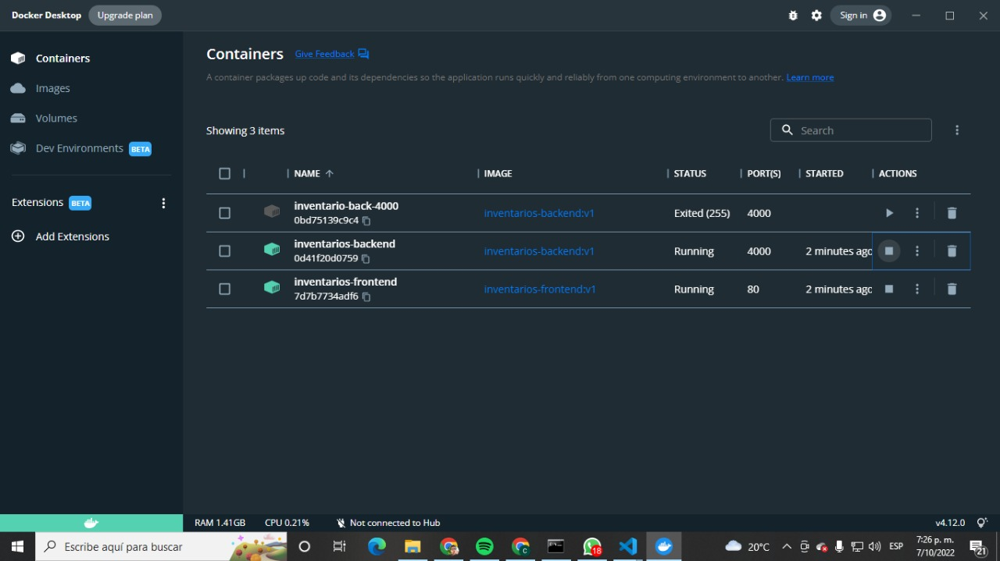 Docker Desktop Upgrade plan Sign in
Containers
Images
Volumes
Dev Environments BETA
Extensions BETA
Add Extensions
Containers Give Feedback
A container packages up code and its dependencies so the application runs quickly and reliably from one computing environment to another. Learn more
Showing 3 items Search
NAME IMAGE STATUS PORT(S) STARTED ACTIONS
inventario-back-4000
0bd75139c9c4
inventarios-backend:v1 Exited (255) 4000
inventarios-backend
0d41f20d0759
inventarios-backend:v1 Running 4000 2 minutes ago
inventarios-frontend
7d7b7734adf6
inventarios-frontend:v1 Running 80 2 minutes ago
RAM 1.41GB CPU 0.21% Not connected to Hub v4.12.0
Escribe aquí para buscar
C
18
20°C ESP
7:26 p. m.
7/10/2022
21